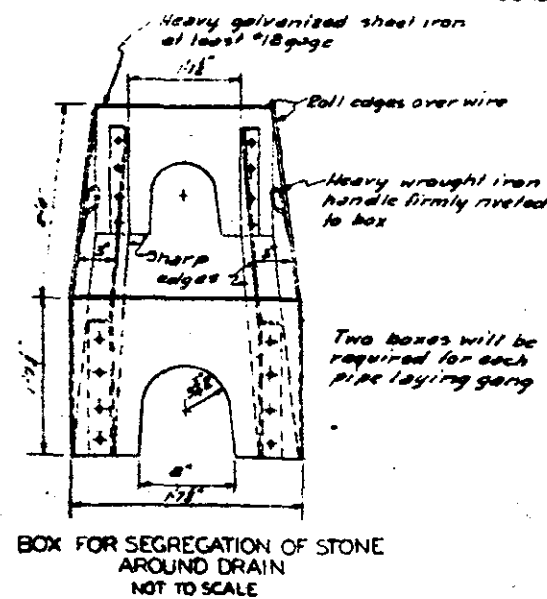 Heavy galvanized sheet iron
at least #18 gage
Roll edges over wire
Heavy wrought iron
handle firmly riveted
to box
Sharp
edges
Two boxes will be
required for each
pipe laying gang
8"
BOX FOR SEGREGATION OF STONE
AROUND DRAIN
NOT TO SCALE